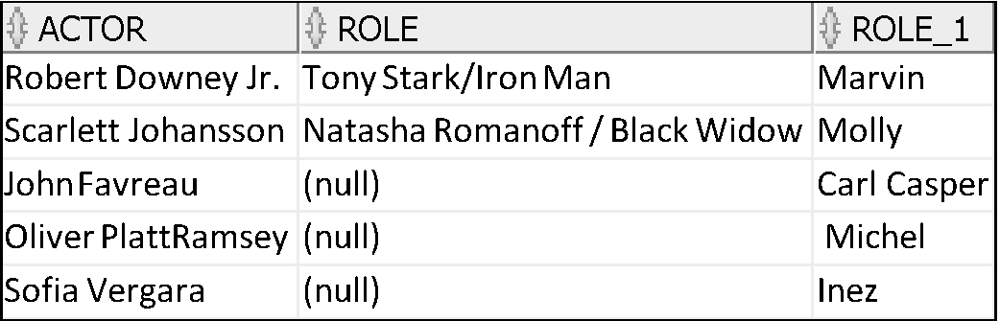 ACTOR ROLE ROLE_1
Robert Downey Jr. Tony Stark/Iron Man Marvin
Scarlett Johansson Natasha Romanoff / Black Widow Molly
John Favreau (null) Carl Casper
Oliver PlattRamsey (null) Michel
Sofia Vergara (null) Inez